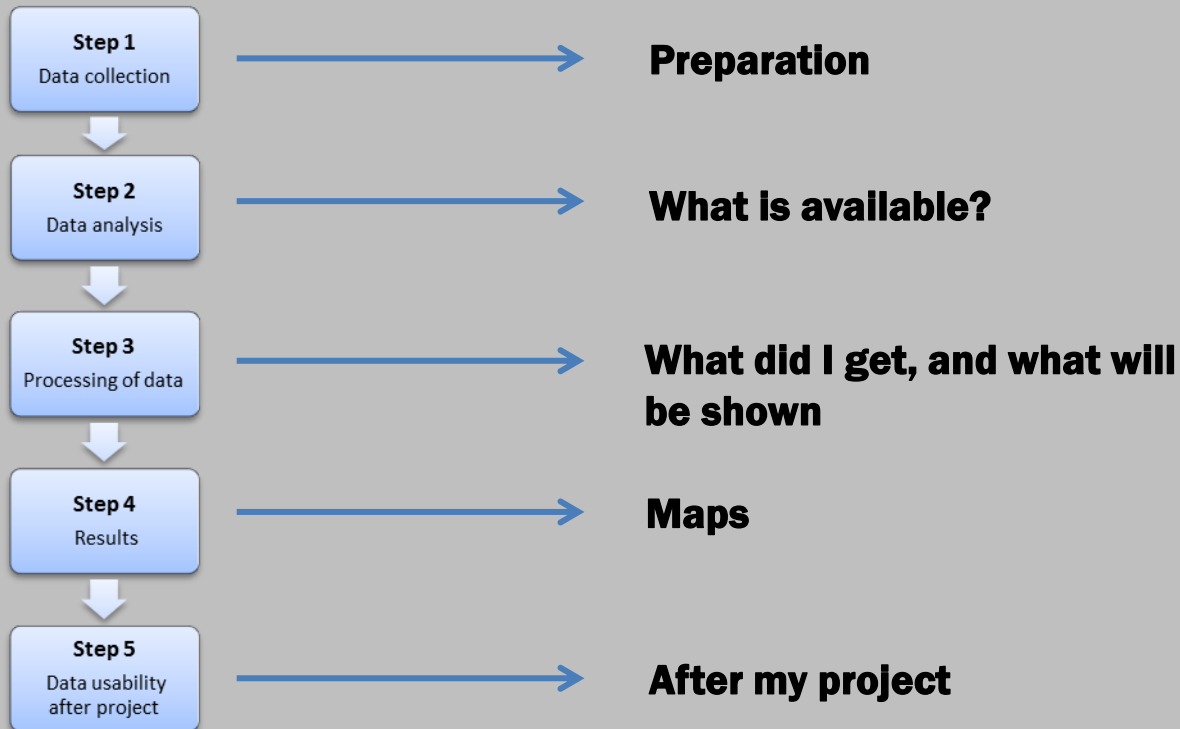 Step 1
Data collection
Preparation
Step 2
Data analysis
What is available?
Step 3
Processing of data
What did I get, and what will
be shown
Step 4
Results
Maps
Step 5
Data usability
after project
After my project